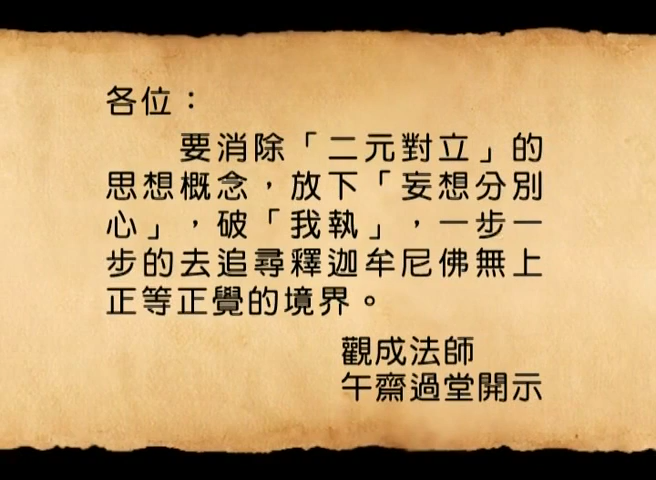 各位：
要消除「二元對立」的
思想概念，放下「妄想分別
心」，破「我執」，一步一
步的去追尋釋迦牟尼佛無上
正等正覺的境界。
觀成法師
午齋過堂開示